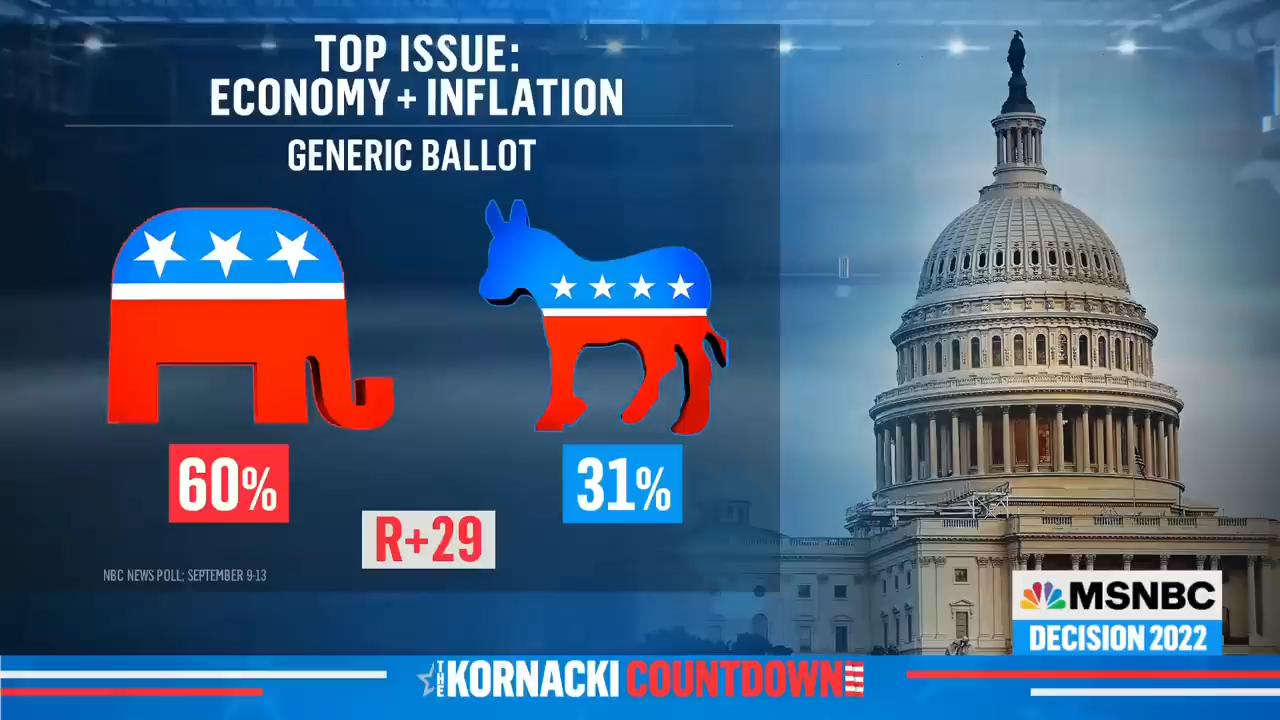 TOP ISSUE:
ECONOMY + INFLATION
GENERIC BALLOT
60%
31%
R+29
NBC NEWS POLL; SEPTEMBER 9-13
MSNBC
DECISION 2022
THE KORNACKI COUNTDOWN